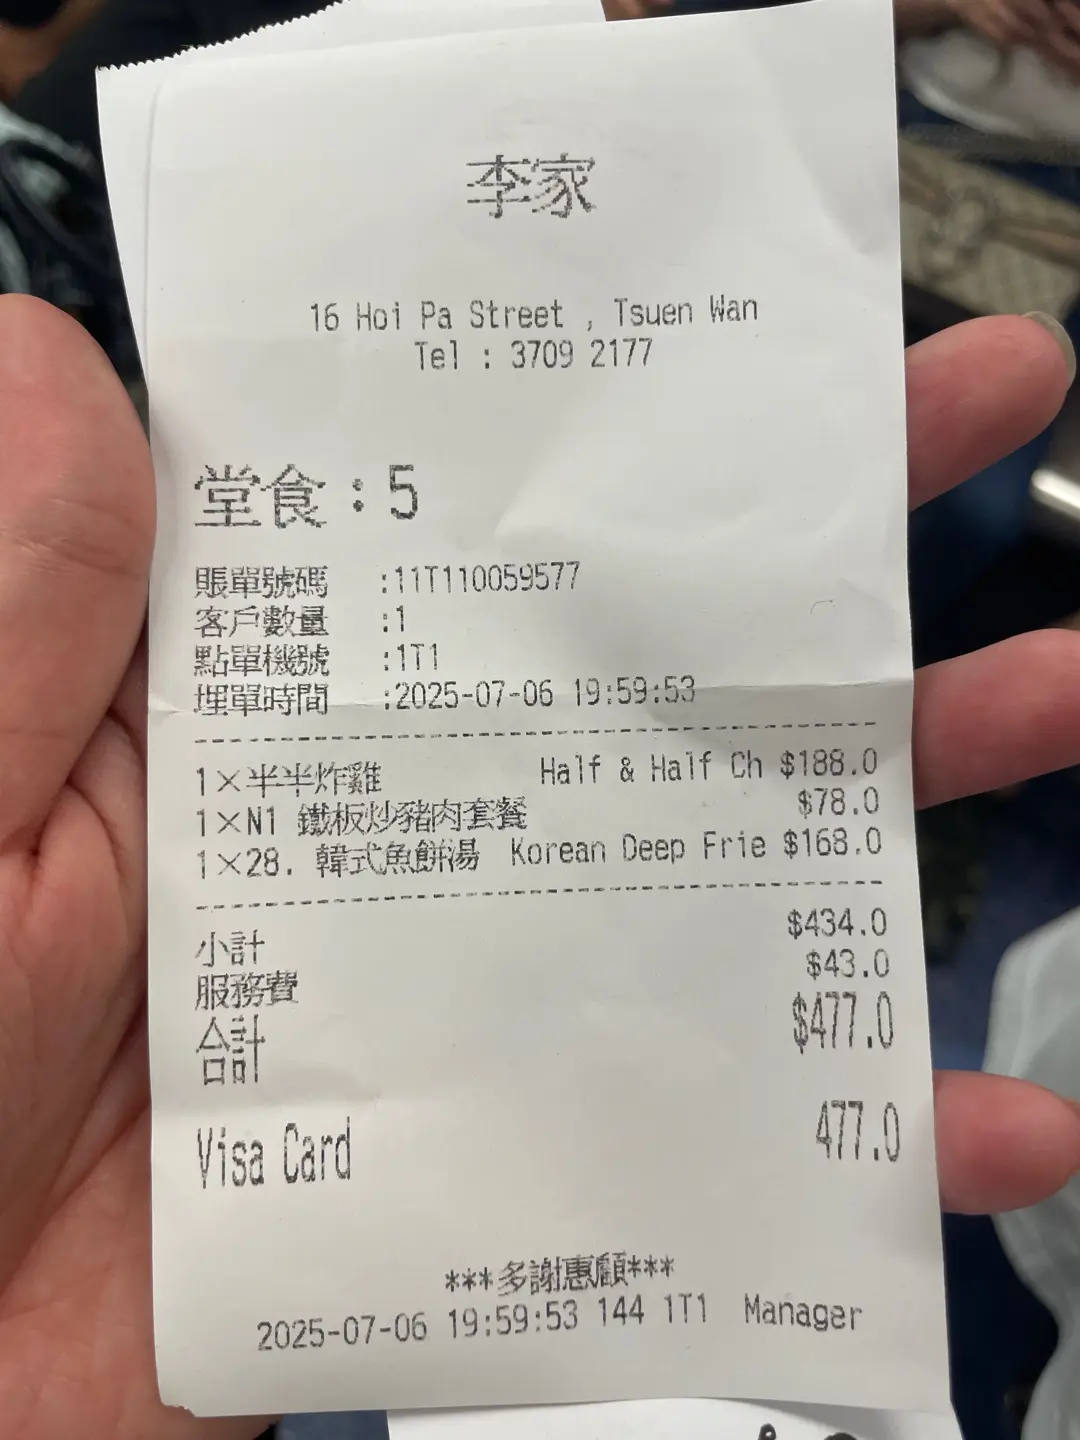 李家
16 Hoi Pa Street , Tsuen Wan
Tel : 3709 2177
堂食：5
賬單號碼 :11T110059577
客戶數量 :1
點單機號 :1T1
埋單時間 :2025-07-06 19:59:53
1×半半炸雞 Half & Half Ch $188.0
1×N1 鐵板炒豬肉套餐 $78.0
1×28. 韓式魚餅湯 Korean Deep Frie $168.0
小計 $434.0
服務費 $43.0
合計 $477.0
Visa Card 477.0
***多謝惠顧***
2025-07-06 19:59:53 144 1T1 Manager